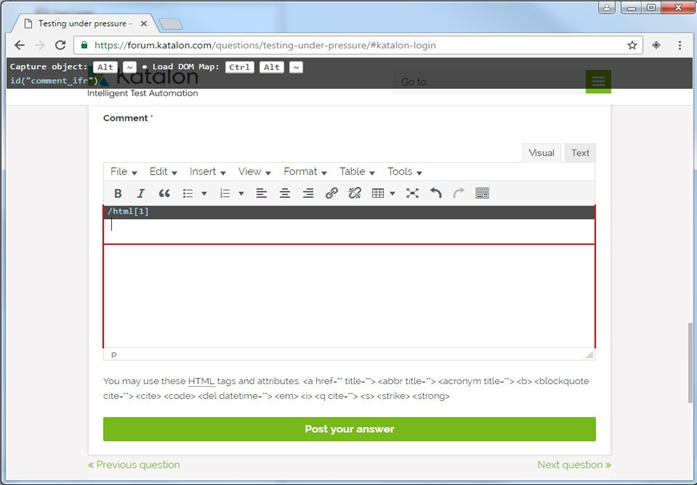 Testing under pressure –
https://forum.katalon.com/questions/testing-under-pressure/#katalon-login
Capture object: Alt ~ • Load DOM Map: Ctrl Alt ~
id("comment_ifr")
Katalon
Go to...
Intelligent Test Automation
Comment *
Visual Text
File Edit Insert View Format Table Tools
B I
/html[1]
p
You may use these HTML tags and attributes: <a href="" title=""> <abbr title=""> <acronym title=""> <b> <blockquote
cite=""> <cite> <code> <del datetime=""> <em> <i> <q cite=""> <s> <strike> <strong>
Post your answer
« Previous question Next question »